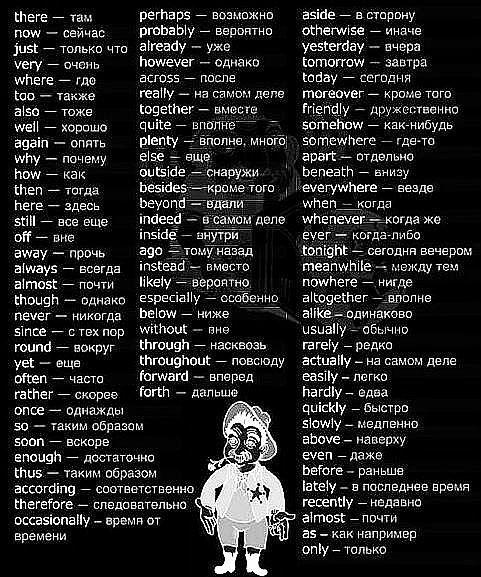 there — там
now — сейчас
just — только что
very — очень
where — где
too — также
also — тоже
well — хорошо
again — опять
why — почему
how — как
then — тогда
here — здесь
still — все еще
off — вне
away — прочь
always — всегда
almost — почти
though — однако
never — никогда
since — с тех пор
round — вокруг
yet — еще
often — часто
rather — скорее
once — однажды
so — таким образом
soon — вскоре
enough — достаточно
thus — таким образом
according — соответственно
therefore — следовательно
occasionally – время от
времени
perhaps — возможно
probably — вероятно
already — уже
however — однако
across — после
really — на самом деле
together — вместе
quite — вполне
plenty — вполне, много
else — еще
outside — снаружи
besides —кроме того
beyond — вдали
indeed — в самом деле
inside — внутри
ago — тому назад
instead — вместо
likely — вероятно
especially — особенно
below — ниже
without — вне
through — насквозь
throughout — повсюду
forward — вперед
forth — дальше
aside — в сторону
otherwise — иначе
yesterday — вчера
tomorrow — завтра
today — сегодня
moreover — кроме того
friendly — дружественно
somehow — как-нибудь
somewhere — где-то
apart — отдельно
beneath — внизу
everywhere — везде
when — когда
whenever — когда же
ever — когда-либо
tonight — сегодня вечером
meanwhile — между тем
nowhere — нигде
altogether — вполне
alike – одинаково
usually – обычно
rarely – редко
actually – на самом деле
easily – легко
hardly – едва
quickly – быстро
slowly – медленно
above – наверху
even – даже
before – раньше
lately – в последнее время
recently – недавно
almost – почти
as – как например
only – только